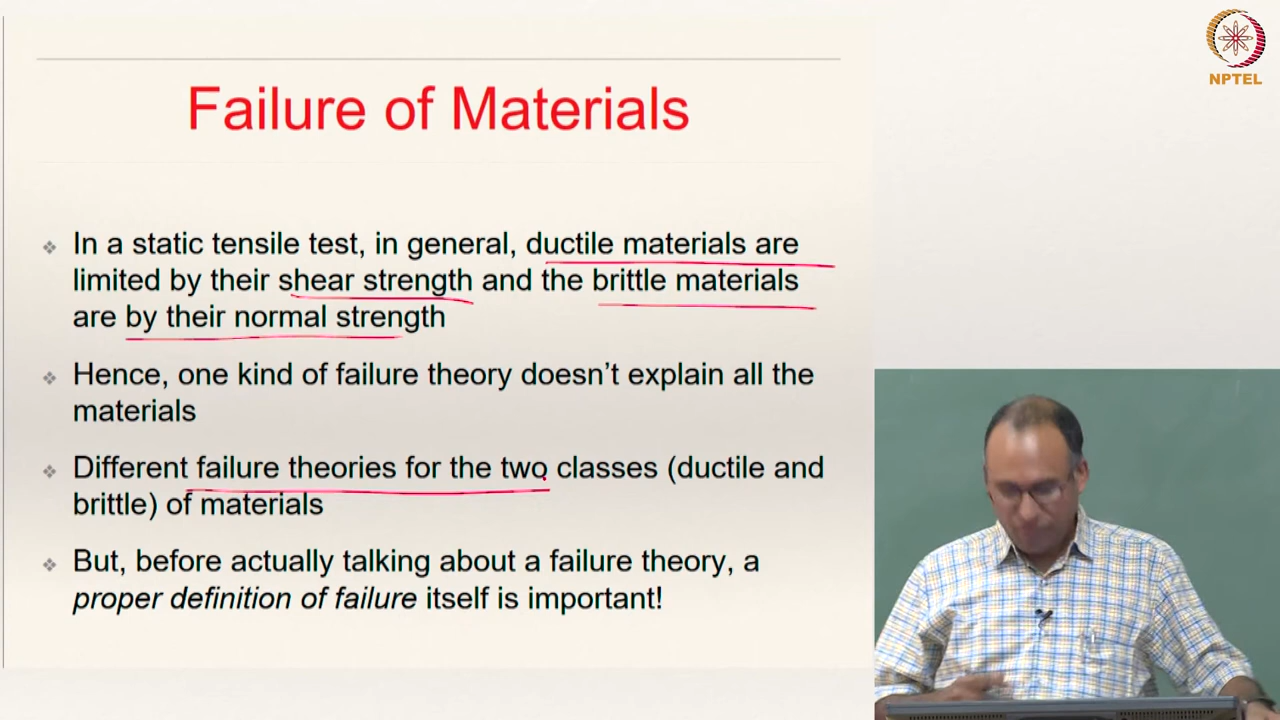 NPTEL
Failure of Materials
❖ In a static tensile test, in general, ductile materials are
limited by their shear strength and the brittle materials
are by their normal strength
❖ Hence, one kind of failure theory doesn’t explain all the
materials
❖ Different failure theories for the two classes (ductile and
brittle) of materials
❖ But, before actually talking about a failure theory, a
proper definition of failure itself is important!